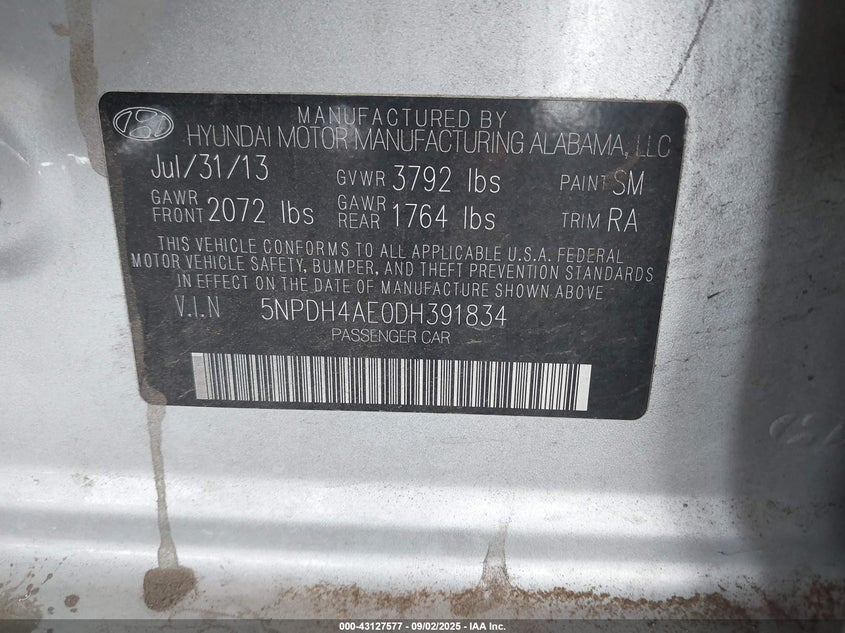 MANUFACTURED BY
HYUNDAI MOTOR MANUFACTURING ALABAMA, LLC
Jul/31/13 GVWR 3792 lbs PAINT SM
GAWR FRONT 2072 lbs GAWR REAR 1764 lbs TRIM RA
THIS VEHICLE CONFORMS TO ALL APPLICABLE U.S.A. FEDERAL
MOTOR VEHICLE SAFETY, BUMPER, AND THEFT PREVENTION STANDARDS
IN EFFECT ON THE DATE OF MANUFACTURE SHOWN ABOVE
V.I.N 5NPDH4AE0DH391834
PASSENGER CAR
000-43127577 - 09/02/2025 - IAA Inc.